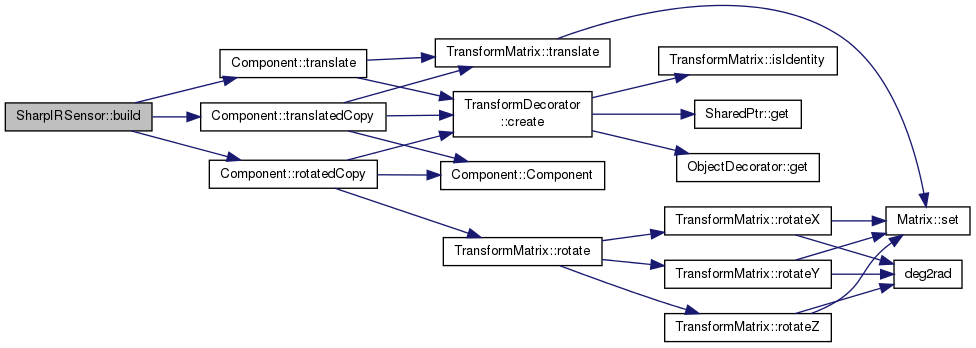 SharpIRSensor::build
Component::translate
Component::translatedCopy
Component::rotatedCopy
TransformMatrix::translate
TransformDecorator
::create
Component::Component
TransformMatrix::rotate
TransformMatrix::isIdentity
SharedPtr::get
ObjectDecorator::get
TransformMatrix::rotateX
TransformMatrix::rotateY
TransformMatrix::rotateZ
Matrix::set
deg2rad